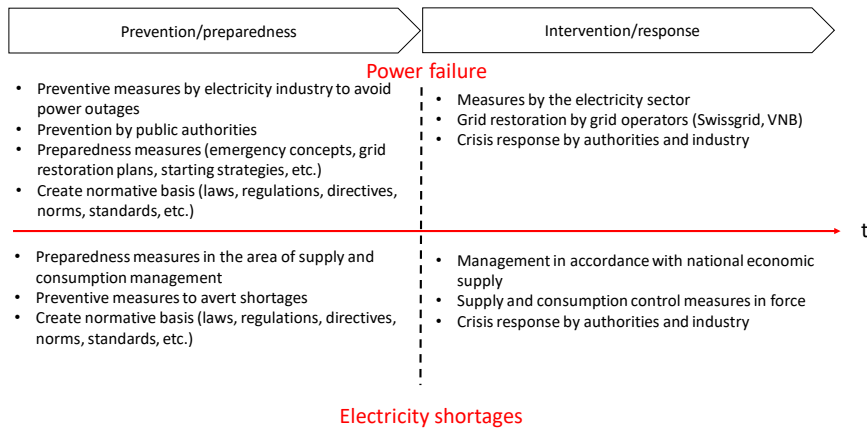 Prevention/preparedness
Intervention/response
Power failure
• Preventive measures by electricity industry to avoid
power outages
• Prevention by public authorities
• Preparedness measures (emergency concepts, grid
restoration plans, starting strategies, etc.)
• Create normative basis (laws, regulations, directives,
norms, standards, etc.)
• Measures by the electricity sector
• Grid restoration by grid operators (Swissgrid, VNB)
• Crisis response by authorities and industry
t
• Preparedness measures in the area of supply and
consumption management
• Preventive measures to avert shortages
• Create normative basis (laws, regulations, directives,
norms, standards, etc.)
• Management in accordance with national economic
supply
• Supply and consumption control measures in force
• Crisis response by authorities and industry
Electricity shortages